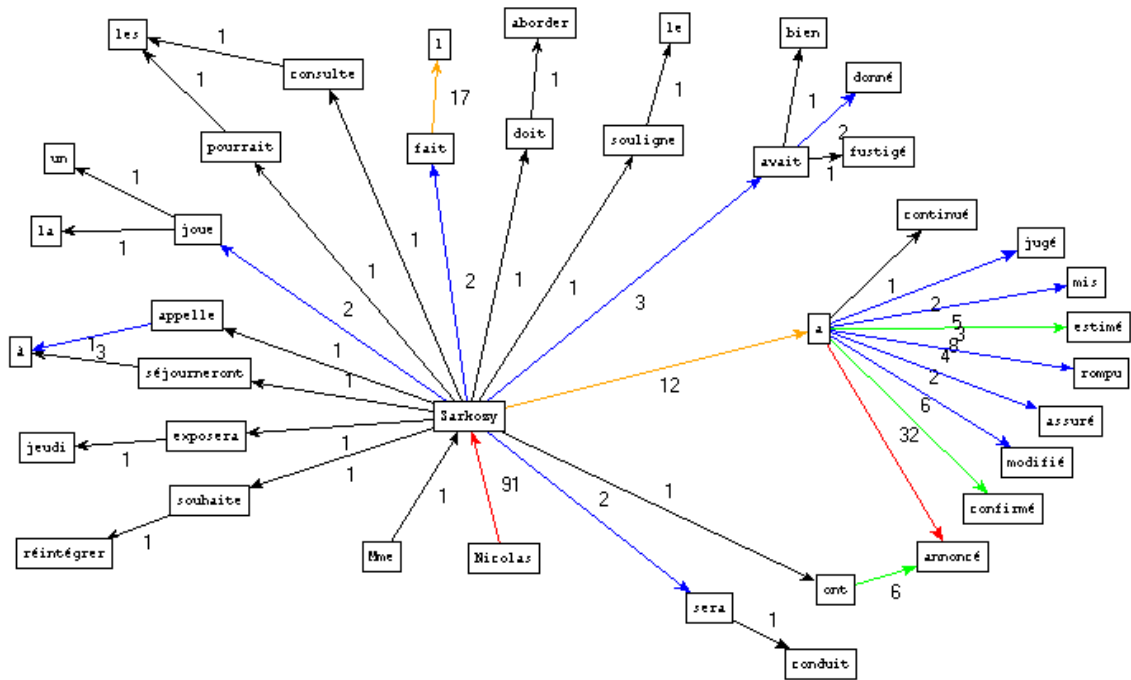 les
1
consulte
1
pourrait
l
17
fait
aborder
1
doit
le
1
souligne
bien
donné
1
2
avait
fustigé
1
un
1
joue
la
1
continué
jugé
1
mis
2
a
5
3
estimé
8
4
rompu
2
assuré
6
modifié
32
confirmé
annoncé
1
1
2
1
1
3
2
12
appelle
à
1
3
séjourneront
1
1
Sarkozy
exposera
jeudi
1
1
1
souhaite
réintégrer
1
Mme
1
91
Nicolas
2
1
ont
6
sera
1
conduit